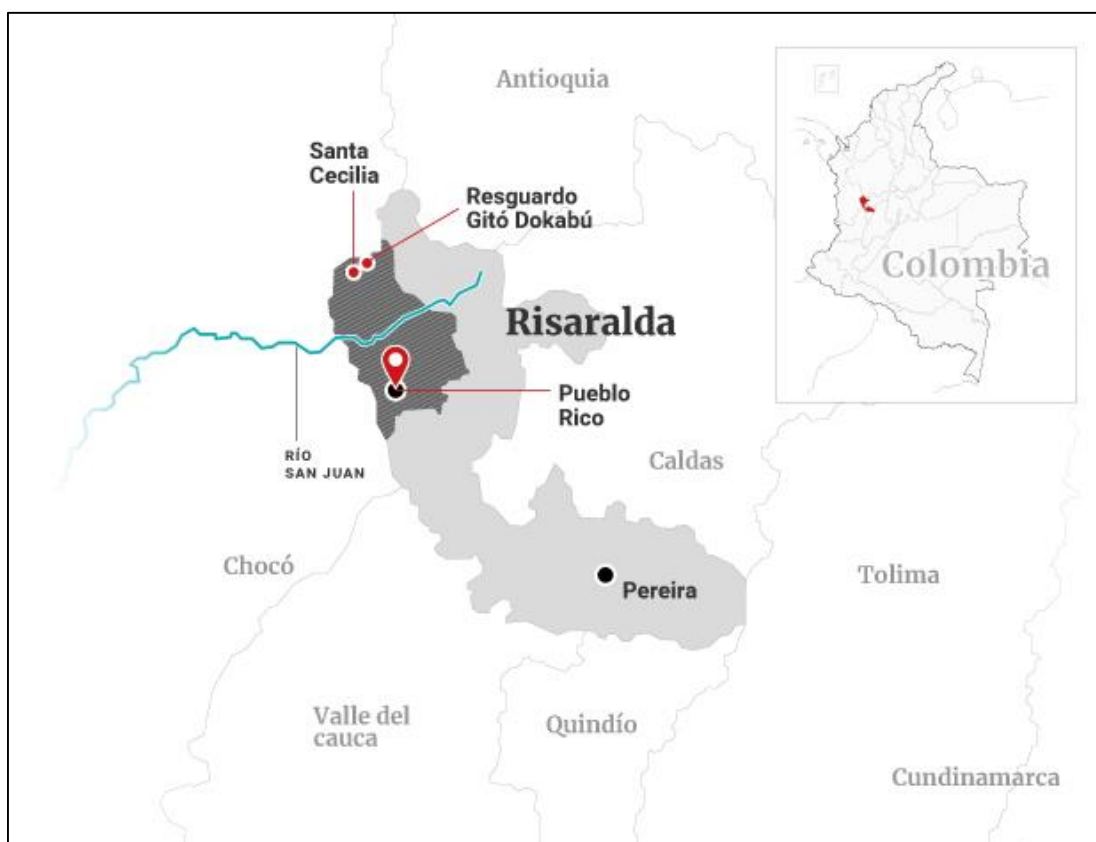 Antioquia
Santa
Cecilia
Resguardo
Gitó Dokabú
Colombia
Risaralda
Pueblo
Rico
RÍO
SAN JUAN
Caldas
Chocó
Pereira
Tolima
Valle del
cauca
Quindío
Cundinamarca